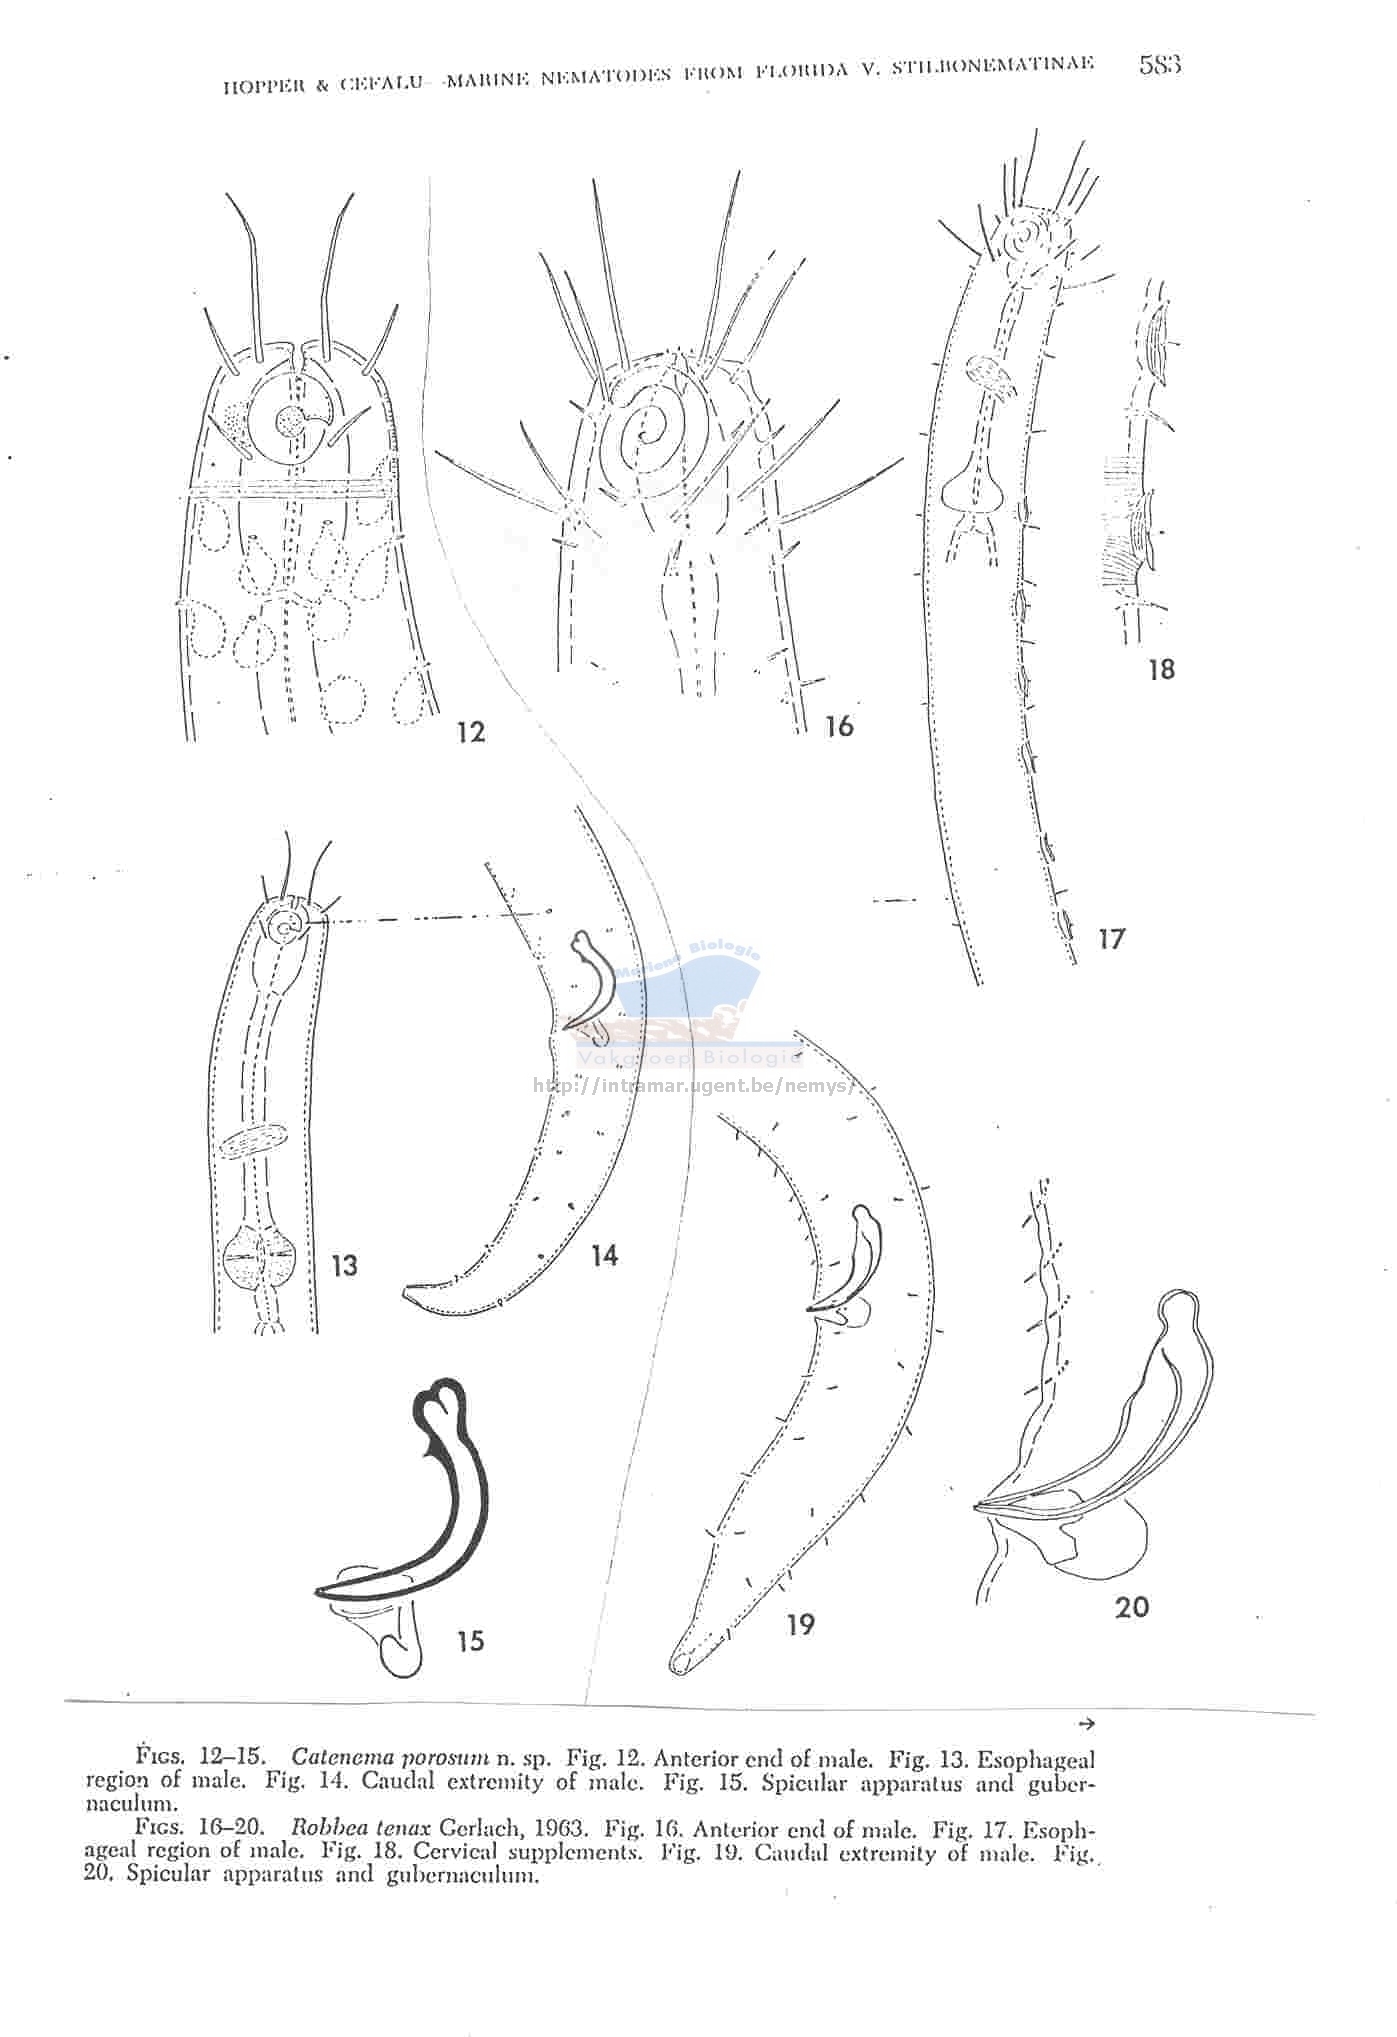 HOPPER & CEFALU—MARINE NEMATODES FROM FLORIDA V. STILBONEMATINAE 583
12
16
18
17
13
14
Mariene Biologie
Vakgroep Biologie
http://intramar.ugent.be/nemys/
15
19
20
→
FIGS. 12–15. Catenema porosum n. sp. Fig. 12. Anterior end of male. Fig. 13. Esophageal
region of male. Fig. 14. Caudal extremity of male. Fig. 15. Spicular apparatus and guber-
naculum.
FIGS. 16–20. Robbea tenax Gerlach, 1963. Fig. 16. Anterior end of male. Fig. 17. Esoph-
ageal region of male. Fig. 18. Cervical supplements. Fig. 19. Caudal extremity of male. Fig.
20. Spicular apparatus and gubernaculum.